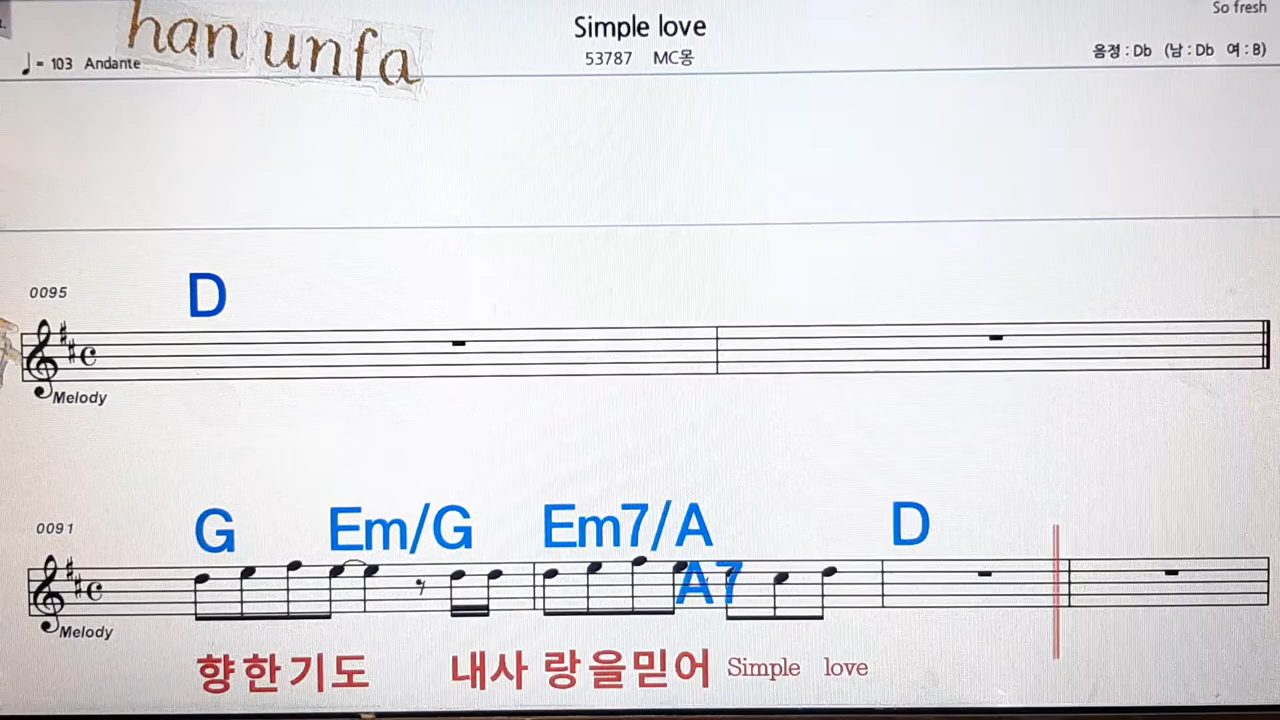 So fresh
han unfa
Simple love
♩ = 103 Andante
53787 MC몽
음정 : Db (남 : Db 여 : B)
D
0095
Melody
G Em/G Em7/A A7 D
0091
Melody
향한기도 내사 랑을믿어 Simple love